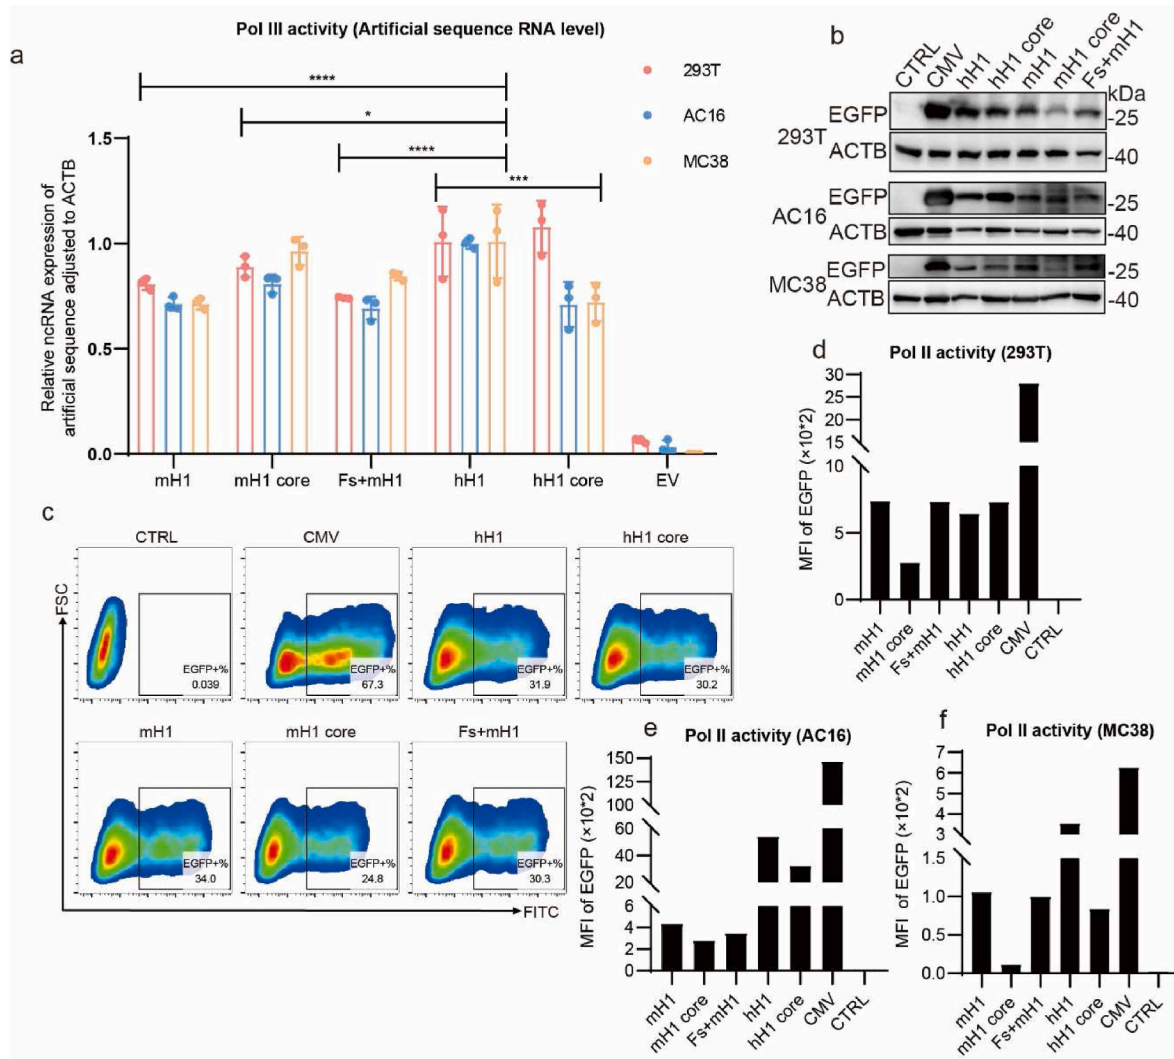 a
Pol III activity (Artificial sequence RNA level)
****
*
****
***
293T
AC16
MC38
Relative ncRNA expression of
artificial sequence adjusted to ACTB
1.5
1.0
0.5
0.0
mH1
mH1 core
Fs+mH1
hH1
hH1 core
EV
b
CTRL
CMV
hH1
hH1 core
mH1
mH1 core
Fs+mH1
kDa
293T
EGFP
-25
ACTB
-40
AC16
EGFP
-25
ACTB
-40
MC38
EGFP
-25
ACTB
-40
c
CTRL
EGFP+%
0.039
CMV
EGFP+%
67.3
hH1
EGFP+%
31.9
hH1 core
EGFP+%
30.2
mH1
EGFP+%
34.0
mH1 core
EGFP+%
24.8
Fs+mH1
EGFP+%
30.3
FSC
FITC
d
Pol II activity (293T)
MFI of EGFP (×10*2)
30
25
20
15
10
5
0
mH1
mH1 core
Fs+mH1
hH1
hH1 core
CMV
CTRL
e
Pol II activity (AC16)
MFI of EGFP (×10*2)
150
125
100
60
40
20
6
4
2
0
mH1
mH1 core
Fs+mH1
hH1
hH1 core
CMV
CTRL
f
Pol II activity (MC38)
MFI of EGFP (×10*2)
7
6
5
4
3
1.5
1.0
0.5
0.0
mH1
mH1 core
Fs+mH1
hH1
hH1 core
CMV
CTRL